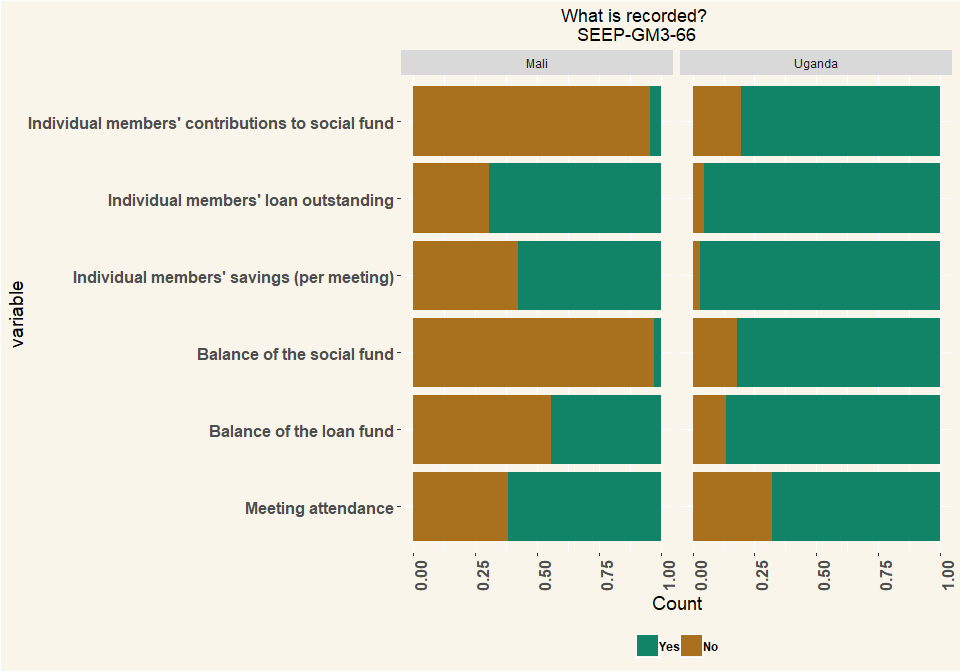 What is recorded?
SEEP-GM3-66
Mali
Uganda
Individual members' contributions to social fund
Individual members' loan outstanding
Individual members' savings (per meeting)
Balance of the social fund
Balance of the loan fund
Meeting attendance
variable
0.00
0.25
0.50
0.75
1.00
0.00
0.25
0.50
0.75
1.00
Count
Yes
No